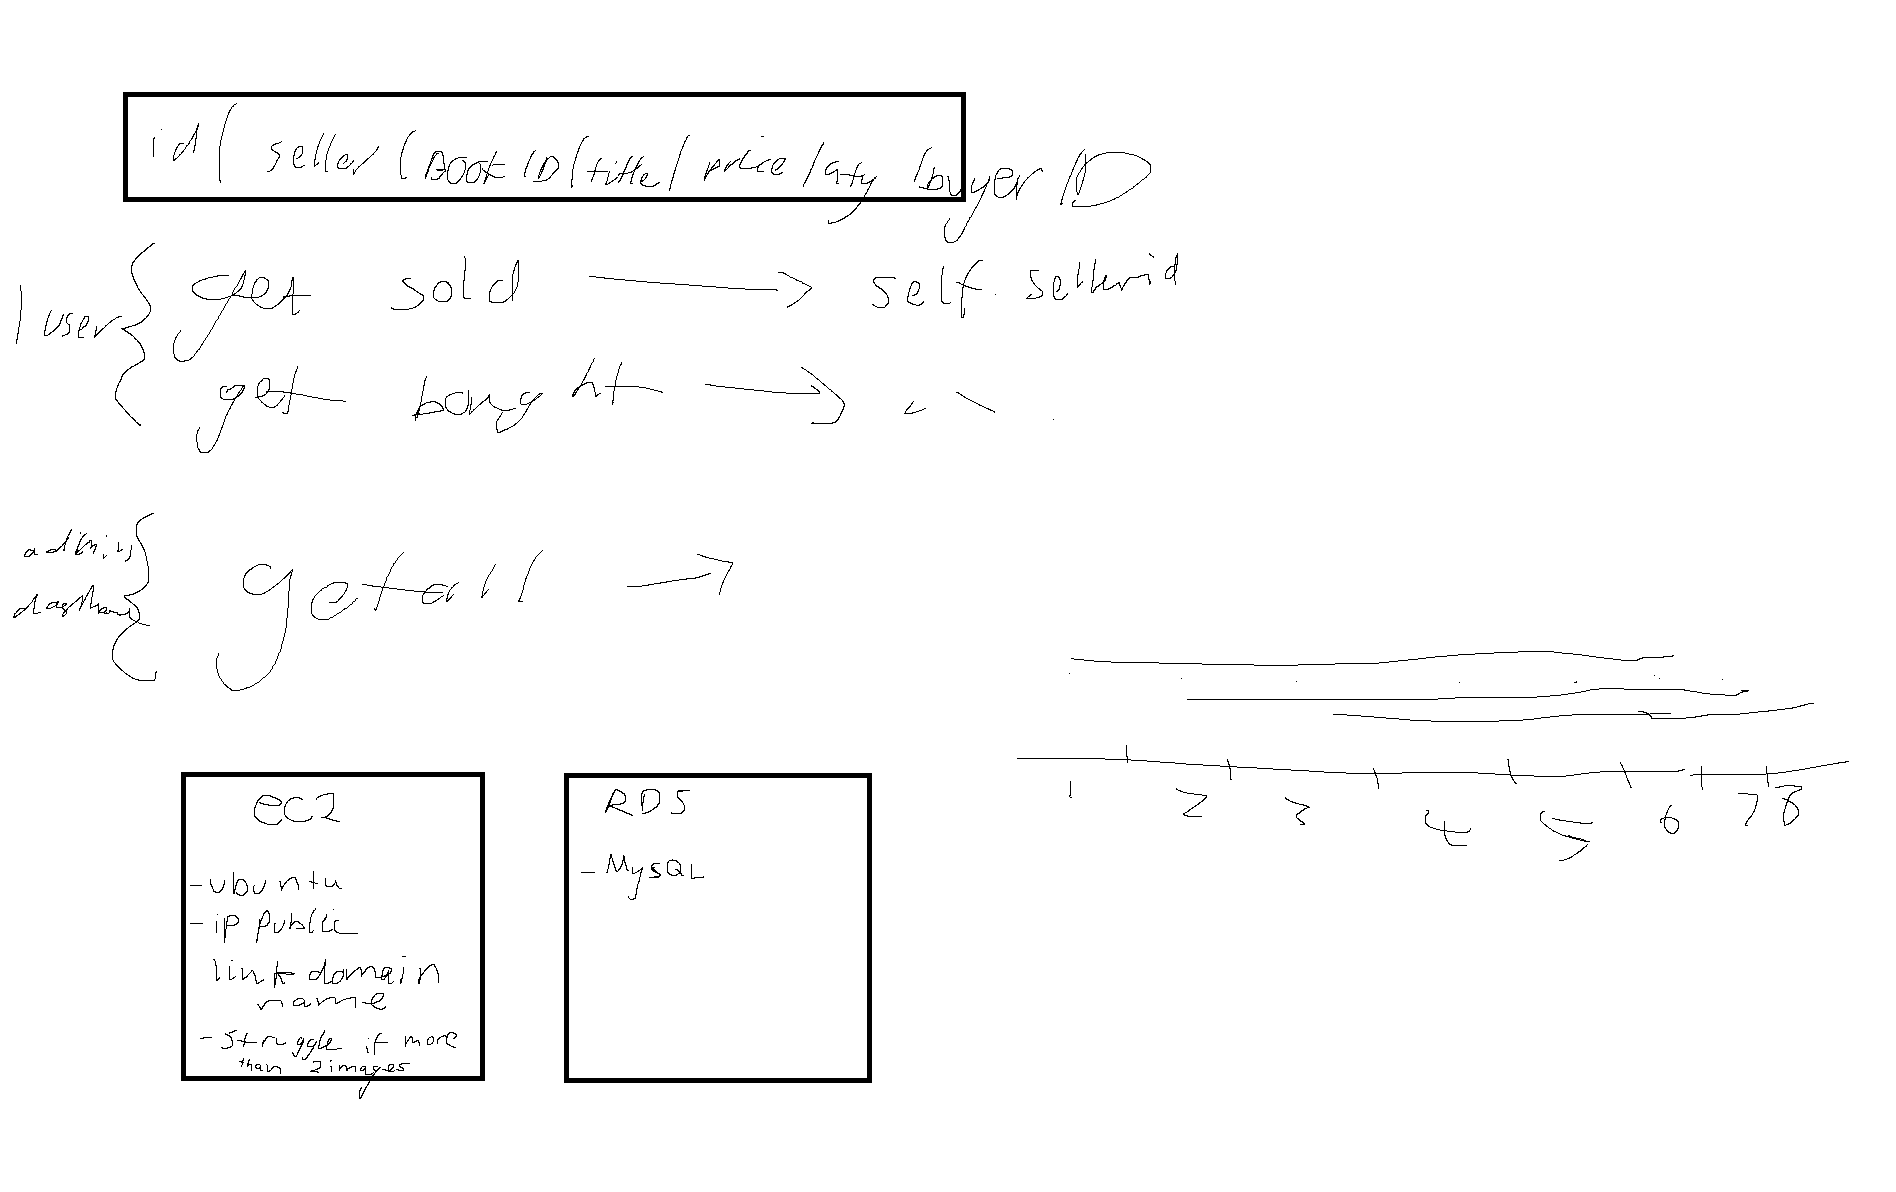 id / seller / BOOK ID / title / price / qty / buyer ID
1 user
get sold → self.sellerid
get bought →
admin
getall →
EC2
- ubuntu
- ip public
link domain
name
- struggle if more
than 2 images
RDS
- MySQL
1 2 3 4 5 6 7 8